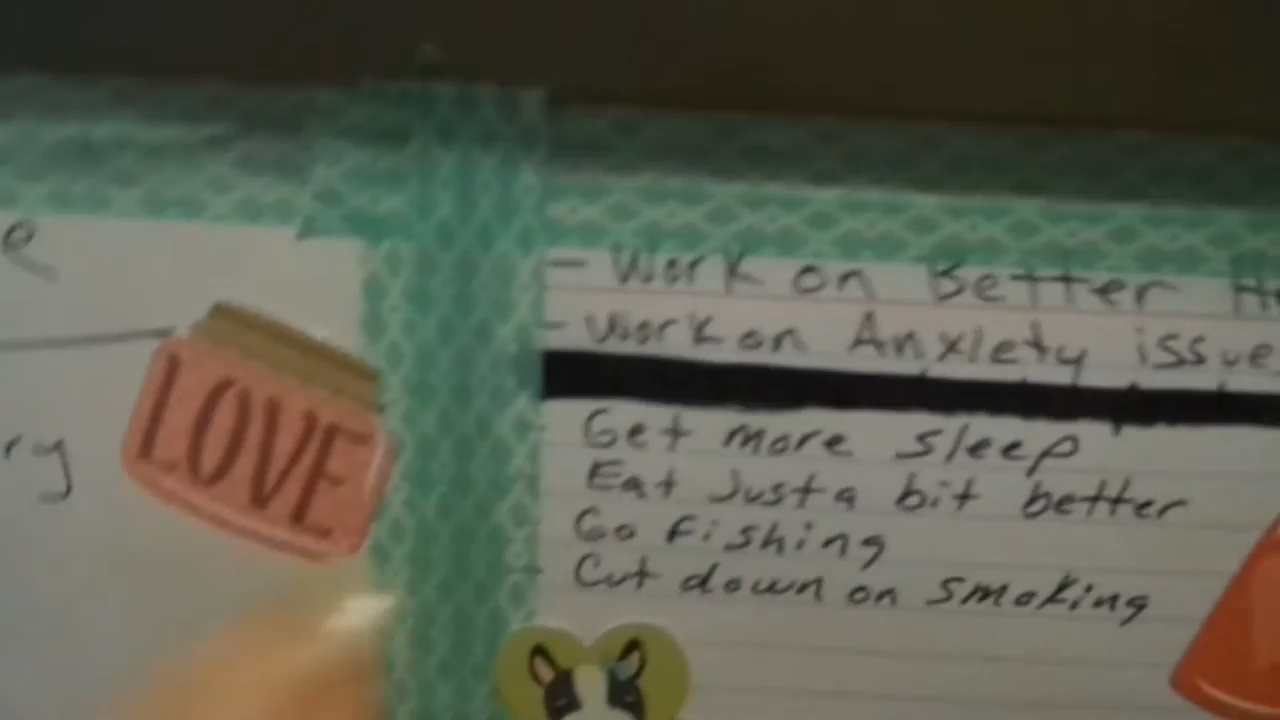 e
ry
LOVE
- Work on Better H
- Work on Anxiety issue
Get more sleep
Eat Just a bit better
Go Fishing
Cut down on smoking